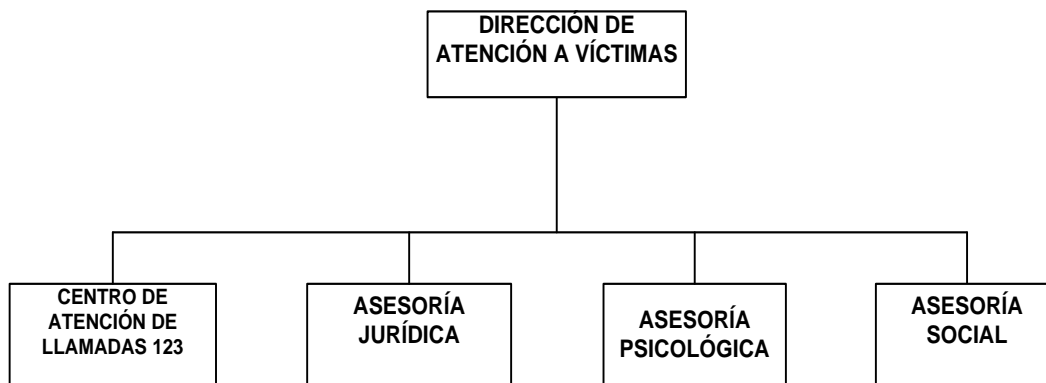 DIRECCIÓN DE
ATENCIÓN A VÍCTIMAS
CENTRO DE
ATENCIÓN DE
LLAMADAS 123
ASESORÍA
JURÍDICA
ASESORÍA
PSICOLÓGICA
ASESORÍA
SOCIAL